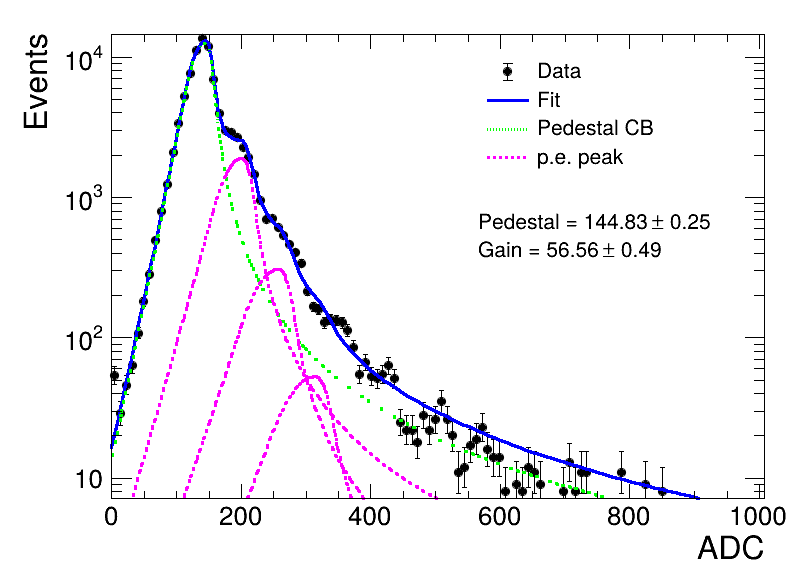 Events
10⁴
10³
10²
10
Data
Fit
Pedestal CB
p.e. peak
Pedestal = 144.83 ± 0.25
Gain = 56.56 ± 0.49
0 200 400 600 800 1000
ADC